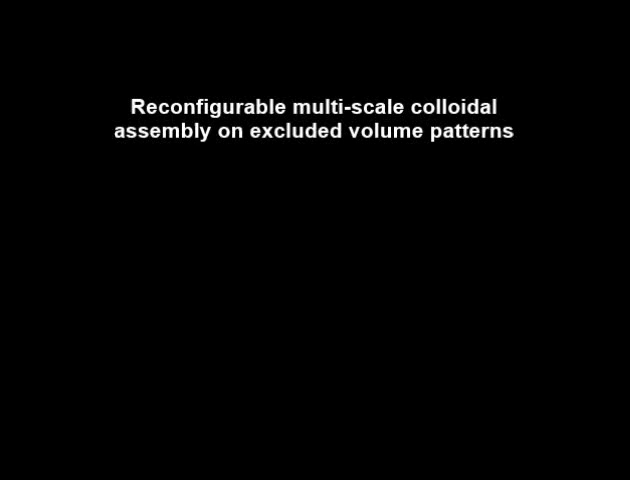 Reconfigurable multi-scale colloidal
assembly on excluded volume patterns